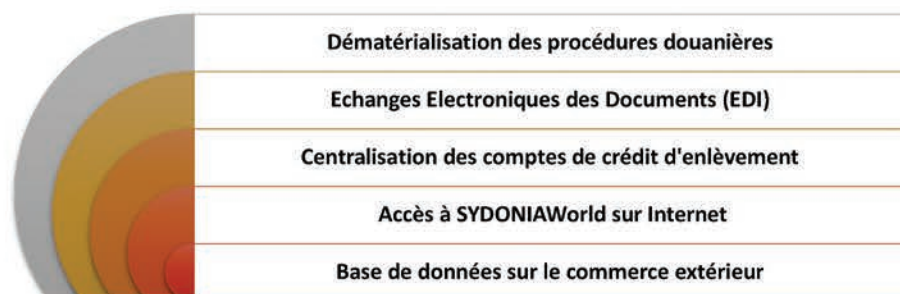 Dématérialisation des procédures douanières
Echanges Electroniques des Documents (EDI)
Centralisation des comptes de crédit d'enlèvement
Accès à SYDONIAWorld sur Internet
Base de données sur le commerce extérieur